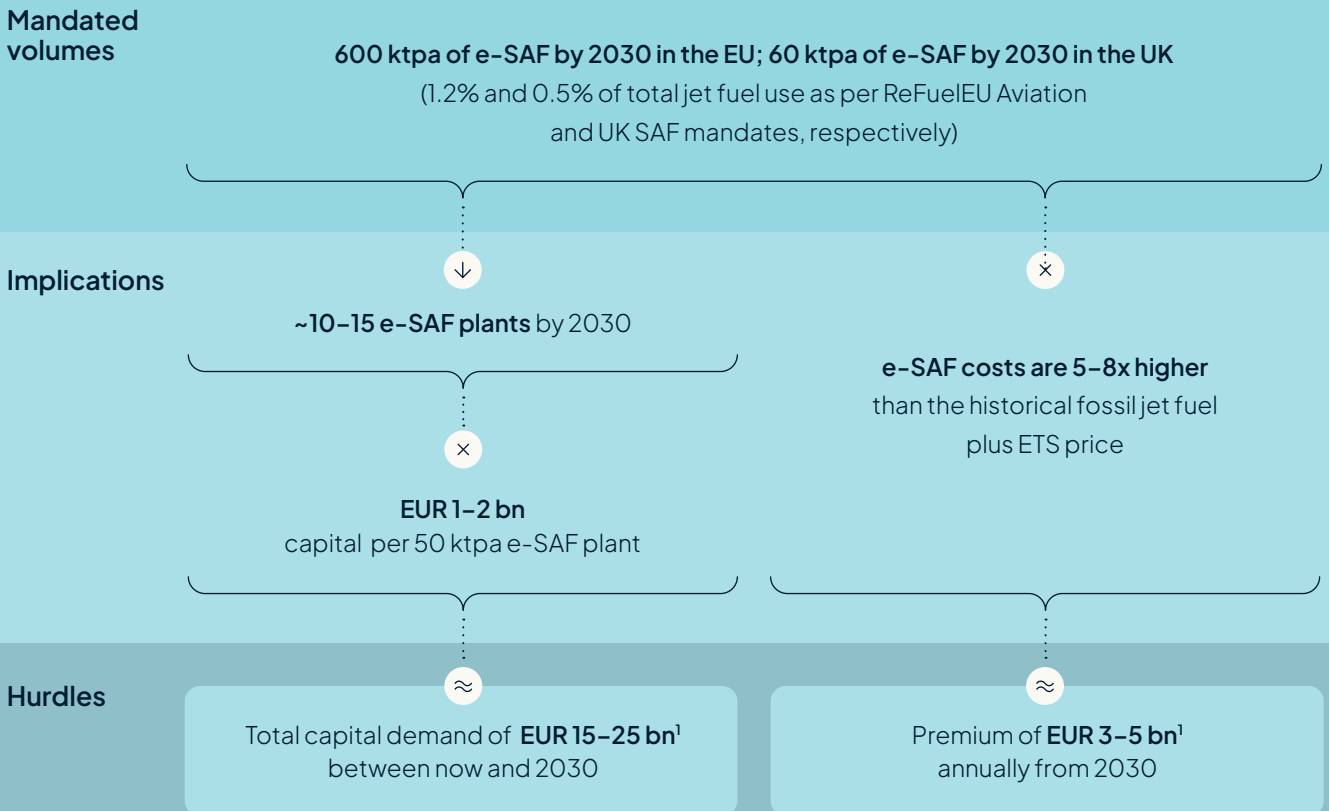 Mandated
volumes
600 ktpa of e-SAF by 2030 in the EU; 60 ktpa of e-SAF by 2030 in the UK
(1.2% and 0.5% of total jet fuel use as per ReFuelEU Aviation
and UK SAF mandates, respectively)
Implications
~10–15 e-SAF plants by 2030
EUR 1–2 bn
capital per 50 ktpa e-SAF plant
e-SAF costs are 5–8x higher
than the historical fossil jet fuel
plus ETS price
Hurdles
Total capital demand of EUR 15–25 bn¹
between now and 2030
Premium of EUR 3–5 bn¹
annually from 2030